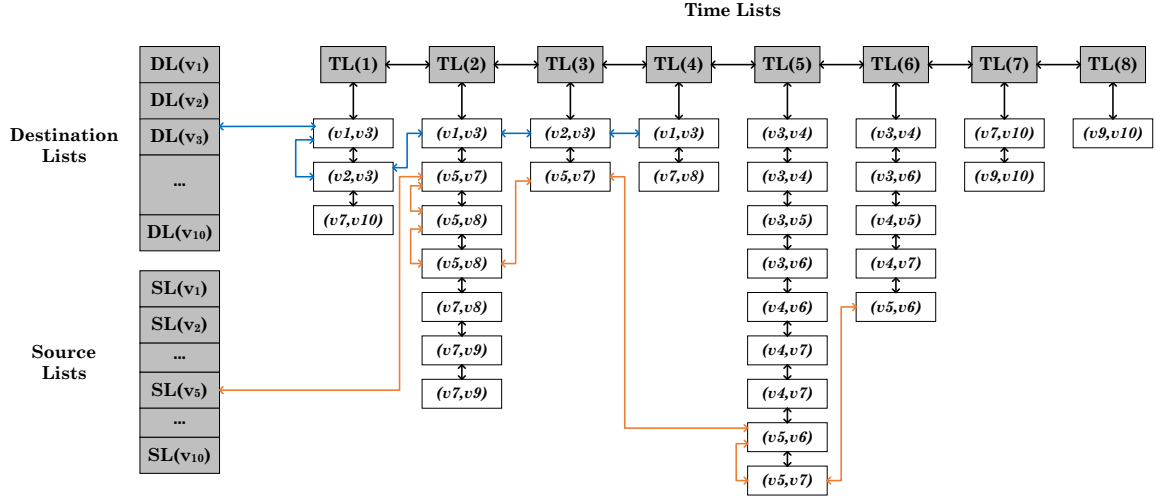 Time Lists
DL(v1)
TL(1) TL(2) TL(3) TL(4) TL(5) TL(6) TL(7) TL(8)
DL(v2)
Destination
Lists
DL(v3)
(v1,v3) (v1,v3) (v2,v3) (v1,v3) (v3,v4) (v3,v4) (v7,v10) (v9,v10)
...
(v2,v3) (v5,v7) (v5,v7) (v7,v8) (v3,v4) (v3,v6) (v9,v10)
DL(v10)
(v7,v10) (v5,v8) (v3,v5) (v4,v5)
(v5,v8) (v3,v6) (v4,v7)
SL(v1)
(v7,v8) (v4,v6) (v5,v6)
SL(v2)
Source
Lists
...
(v7,v9) (v4,v7)
SL(v5)
(v7,v9) (v4,v7)
...
(v5,v6)
SL(v10)
(v5,v7)